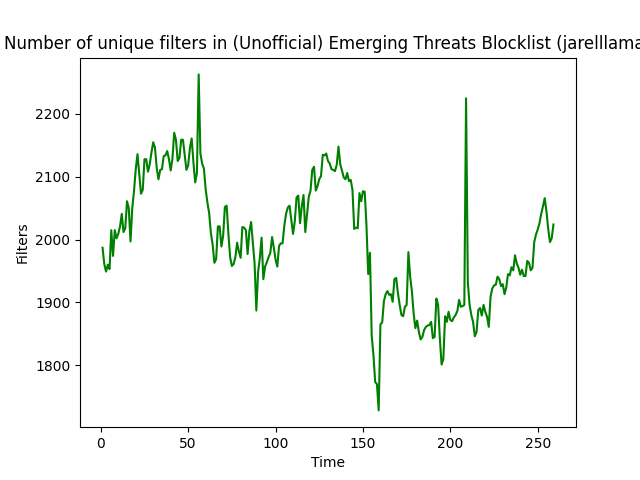 Number of unique filters in (Unofficial) Emerging Threats Blocklist (jarelllama
2200
2100
2000
1900
1800
Filters
0 50 100 150 200 250
Time